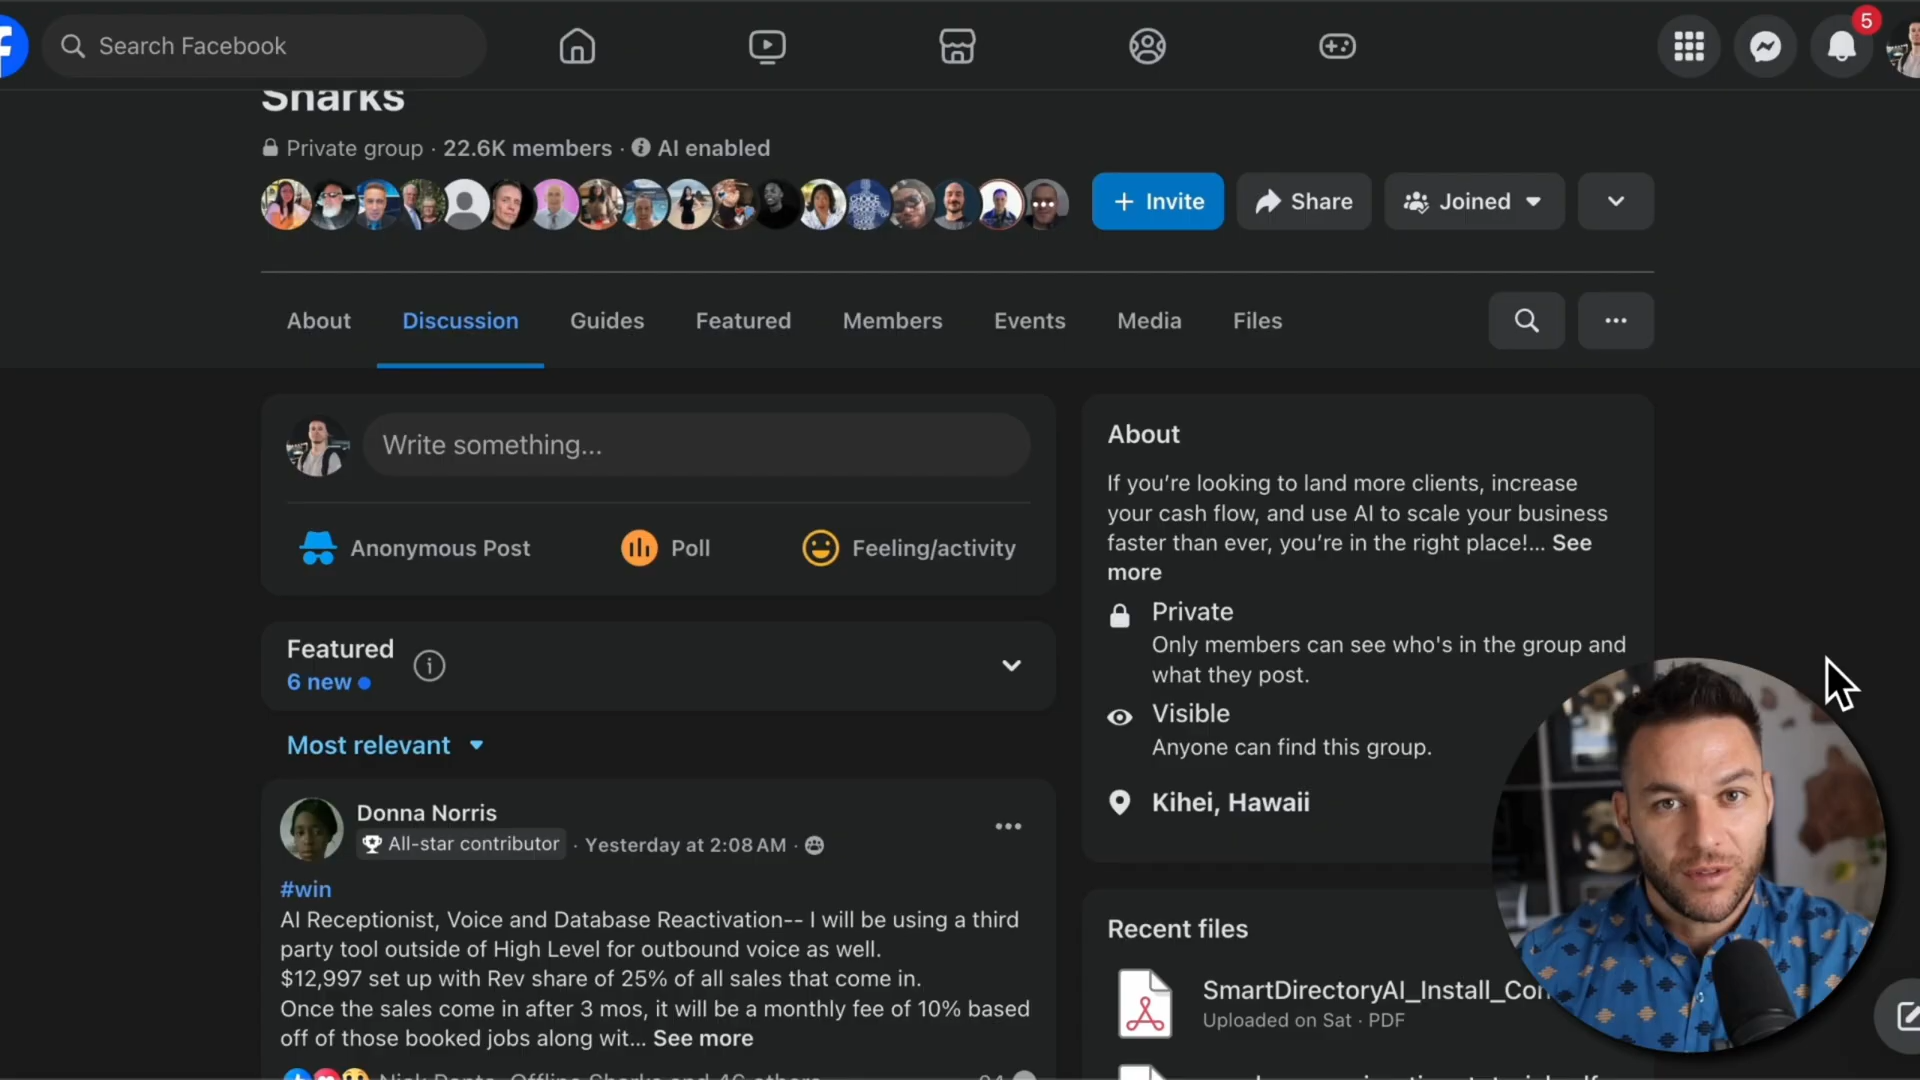 Search Facebook
5
Sharks
Private group · 22.6K members · AI enabled
+ Invite
Share
Joined
About
Discussion
Guides
Featured
Members
Events
Media
Files
Write something...
Anonymous Post
Poll
Feeling/activity
Featured
6 new
Most relevant
Donna Norris
All-star contributor · Yesterday at 2:08 AM ·
#win
AI Receptionist, Voice and Database Reactivation-- I will be using a third
party tool outside of High Level for outbound voice as well.
$12,997 set up with Rev share of 25% of all sales that come in.
Once the sales come in after 3 mos, it will be a monthly fee of 10% based
off of those booked jobs along wit... See more
About
If you're looking to land more clients, increase
your cash flow, and use AI to scale your business
faster than ever, you're in the right place!... See
more
Private
Only members can see who's in the group and
what they post.
Visible
Anyone can find this group.
Kihei, Hawaii
Recent files
SmartDirectoryAI_Install_Con
Uploaded on Sat · PDF